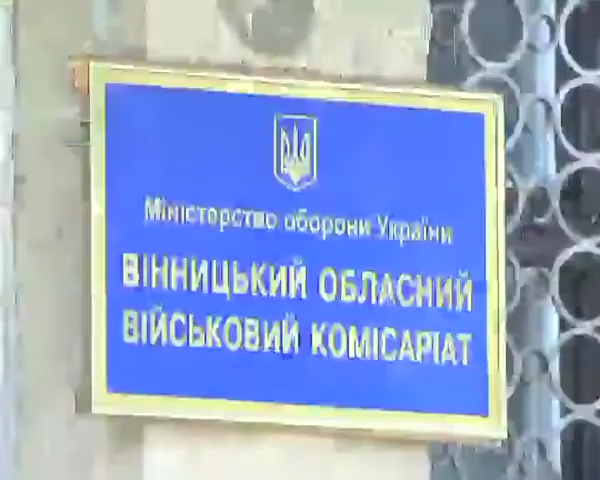 Міністерство оборони України
ВІННИЦЬКИЙ ОБЛАСНИЙ
ВІЙСЬКОВИЙ КОМІСАРІАТ